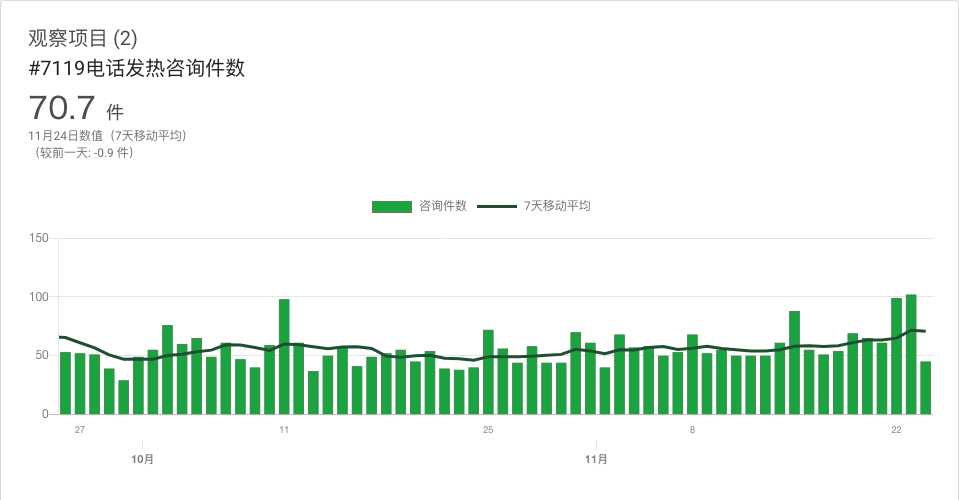 观察项目 (2)
#7119电话发热咨询件数
70.7 件
11月24日数值（7天移动平均）
（较前一天: -0.9 件）
咨询件数 7天移动平均
150
100
50
0
27 11 25 8 22
10月 11月